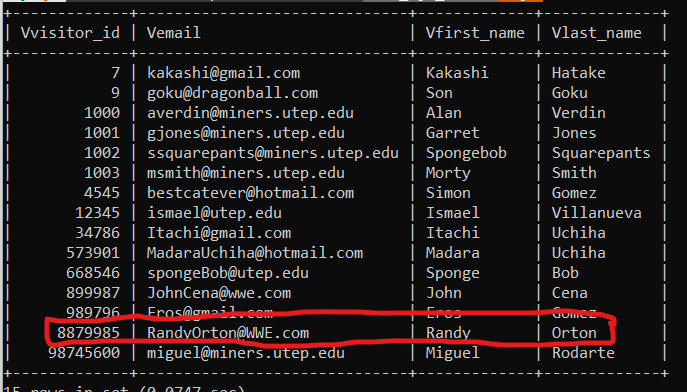 | Vvisitor_id | Vemail | Vfirst_name | Vlast_name |
| 7 | kakashi@gmail.com | Kakashi | Hatake |
| 9 | goku@dragonball.com | Son | Goku |
| 1000 | averdin@miners.utep.edu | Alan | Verdin |
| 1001 | gjones@miners.utep.edu | Garret | Jones |
| 1002 | ssquarepants@miners.utep.edu | Spongebob | Squarepants |
| 1003 | msmith@miners.utep.edu | Morty | Smith |
| 4545 | bestcatever@hotmail.com | Simon | Gomez |
| 12345 | ismael@utep.edu | Ismael | Villanueva |
| 34786 | Itachi@gmail.com | Itachi | Uchiha |
| 573901 | MadaraUchiha@hotmail.com | Madara | Uchiha |
| 668546 | spongeBob@utep.edu | Sponge | Bob |
| 899987 | JohnCena@wwe.com | John | Cena |
| 989796 | Eros@gmail.com | Eros | Gomez |
| 8879985 | RandyOrton@WWE.com | Randy | Orton |
| 98745600 | miguel@miners.utep.edu | Miguel | Rodarte |
15 rows in set (0.0747 sec)